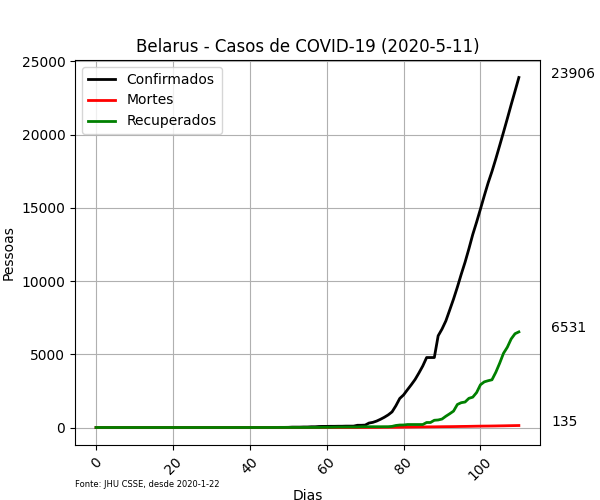 Belarus - Casos de COVID-19 (2020-5-11)
25000
20000
15000
10000
5000
0
Pessoas
Confirmados
Mortes
Recuperados
23906
6531
135
0
20
40
60
80
100
Fonte: JHU CSSE, desde 2020-1-22
Dias